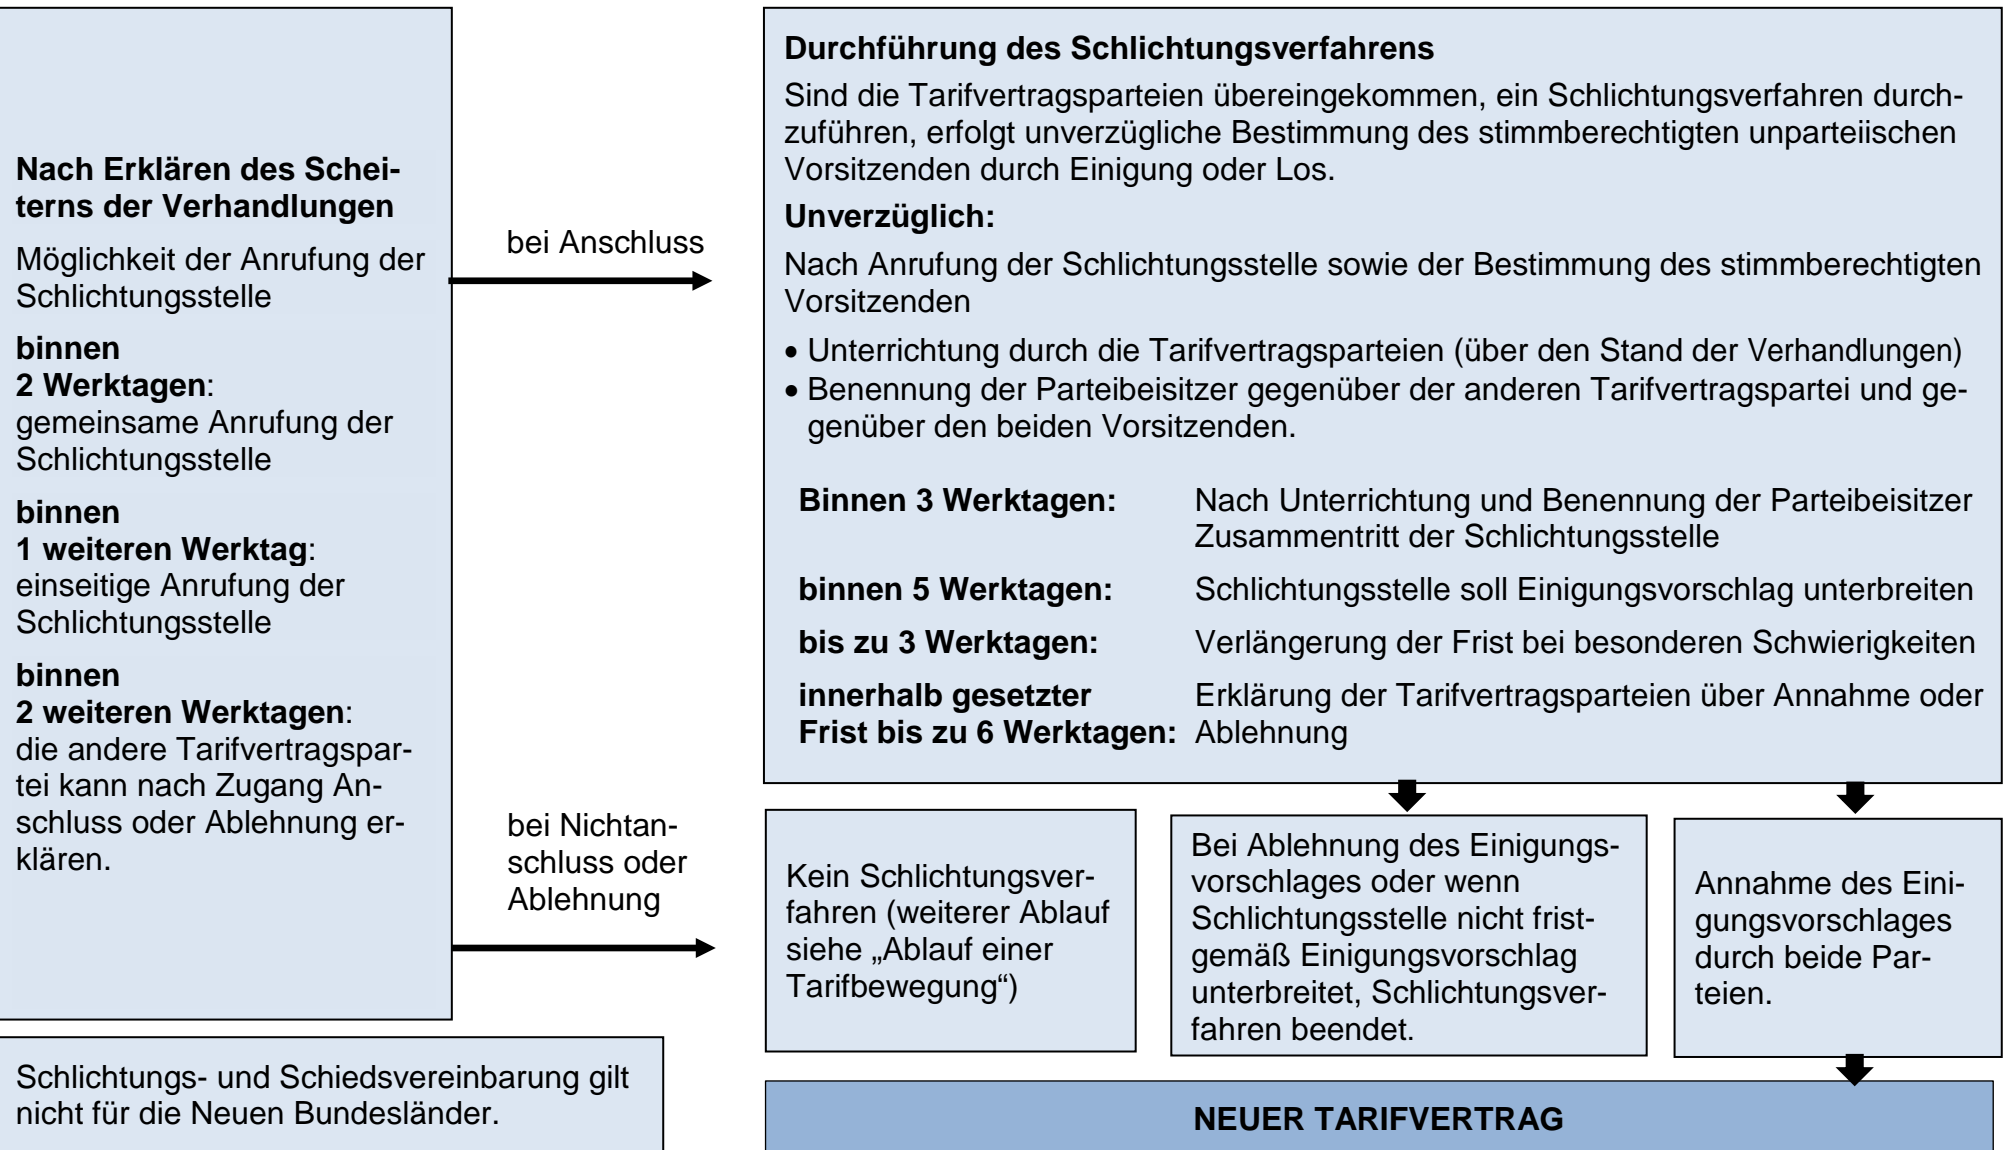 Nach Erklären des Schei-
terns der Verhandlungen
Möglichkeit der Anrufung der
Schlichtungsstelle
binnen
2 Werktagen:
gemeinsame Anrufung der
Schlichtungsstelle
binnen
1 weiteren Werktag:
einseitige Anrufung der
Schlichtungsstelle
binnen
2 weiteren Werktagen:
die andere Tarifvertragspar-
tei kann nach Zugang An-
schluss oder Ablehnung er-
klären.
bei Anschluss
bei Nichtan-
schluss oder
Ablehnung
Durchführung des Schlichtungsverfahrens
Sind die Tarifvertragsparteien übereingekommen, ein Schlichtungsverfahren durch-
zuführen, erfolgt unverzügliche Bestimmung des stimmberechtigten unparteiischen
Vorsitzenden durch Einigung oder Los.
Unverzüglich:
Nach Anrufung der Schlichtungsstelle sowie der Bestimmung des stimmberechtigten
Vorsitzenden
• Unterrichtung durch die Tarifvertragsparteien (über den Stand der Verhandlungen)
• Benennung der Parteibeisitzer gegenüber der anderen Tarifvertragspartei und ge-
genüber den beiden Vorsitzenden.
Binnen 3 Werktagen: Nach Unterrichtung und Benennung der Parteibeisitzer
Zusammentritt der Schlichtungsstelle
binnen 5 Werktagen: Schlichtungsstelle soll Einigungsvorschlag unterbreiten
bis zu 3 Werktagen: Verlängerung der Frist bei besonderen Schwierigkeiten
innerhalb gesetzter Erklärung der Tarifvertragsparteien über Annahme oder
Frist bis zu 6 Werktagen: Ablehnung
Kein Schlichtungsver-
fahren (weiterer Ablauf
siehe „Ablauf einer
Tarifbewegung“)
Bei Ablehnung des Einigungs-
vorschlages oder wenn
Schlichtungsstelle nicht frist-
gemäß Einigungsvorschlag
unterbreitet, Schlichtungsver-
fahren beendet.
Annahme des Eini-
gungsvorschlages
durch beide Par-
teien.
Schlichtungs- und Schiedsvereinbarung gilt
nicht für die Neuen Bundesländer.
NEUER TARIFVERTRAG